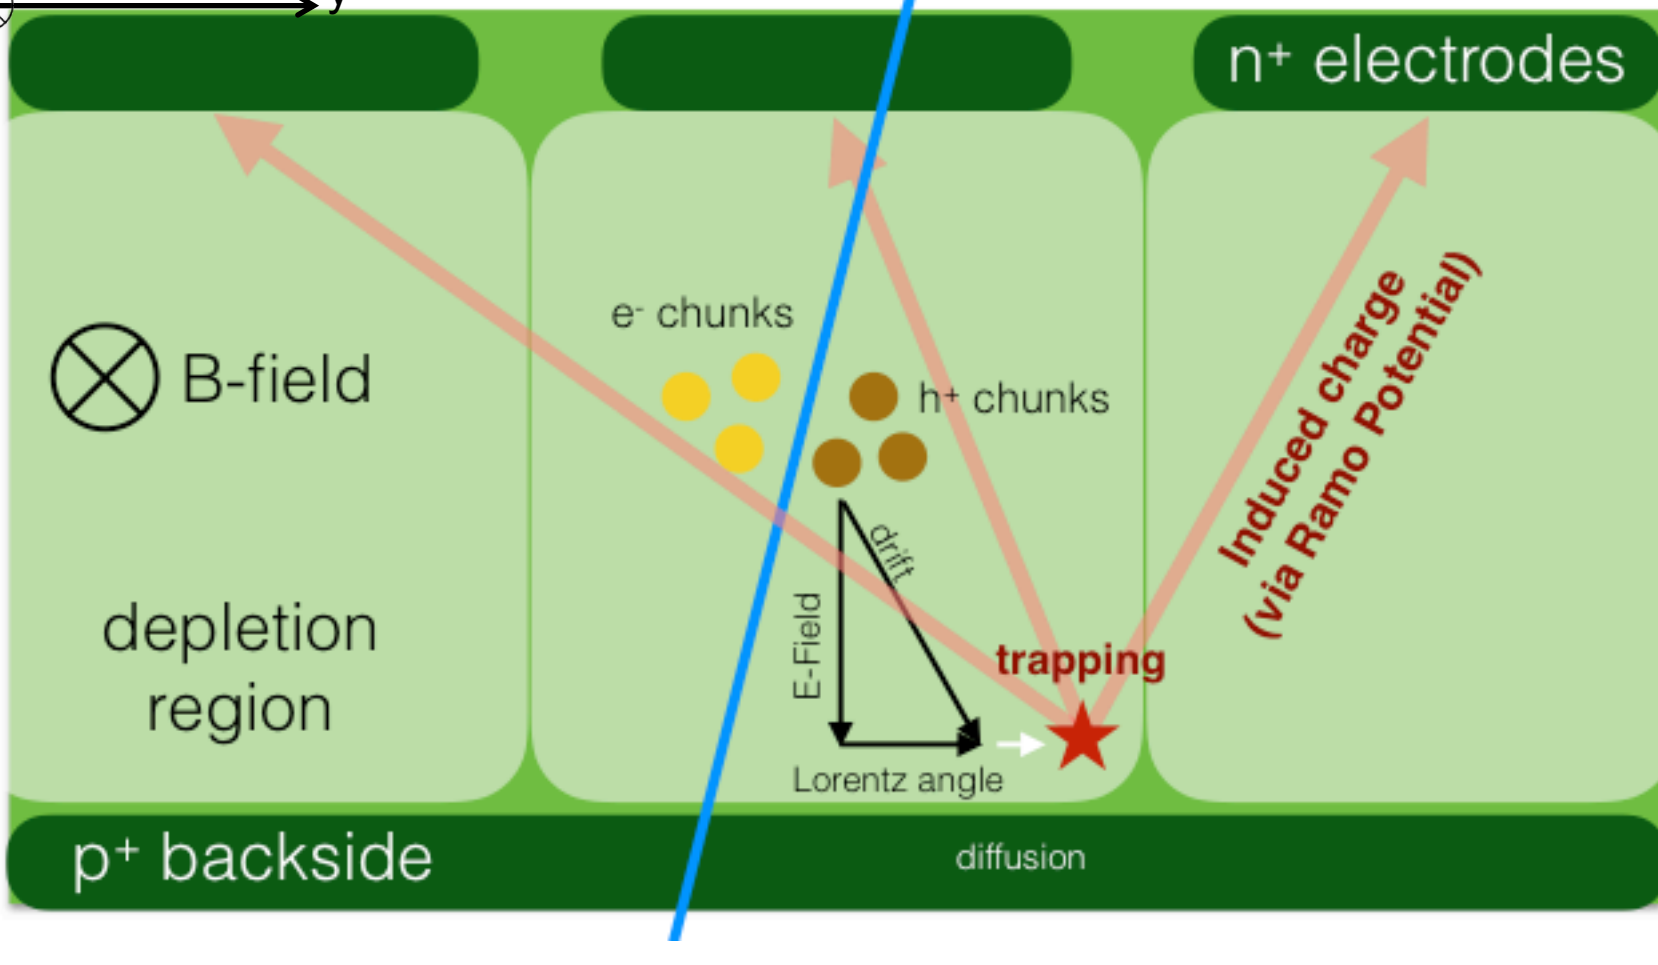 y
n⁺ electrodes
e⁻ chunks
B-field
h⁺ chunks
Induced charge
(via Ramo Potential)
drift
E-Field
depletion
region
trapping
Lorentz angle
p⁺ backside
diffusion